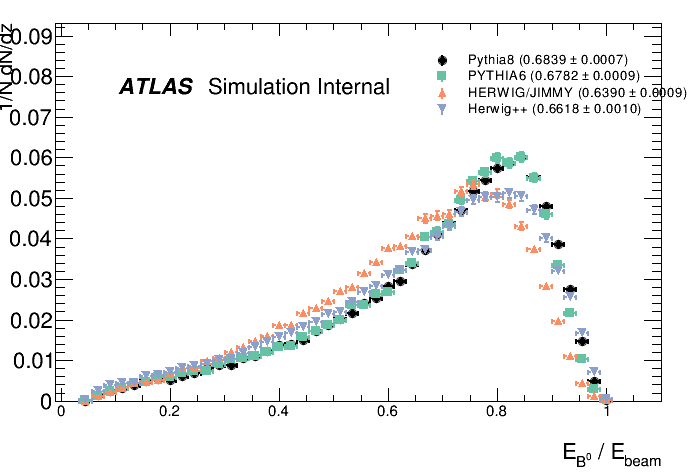 1/N dN/dz
0.09
0.08
0.07
0.06
0.05
0.04
0.03
0.02
0.01
0
ATLAS Simulation Internal
Pythia8 (0.6839 ± 0.0007)
PYTHIA6 (0.6782 ± 0.0009)
HERWIG/JIMMY (0.6390 ± 0.0009)
Herwig++ (0.6618 ± 0.0010)
0 0.2 0.4 0.6 0.8 1
E_B⁰ / E_beam